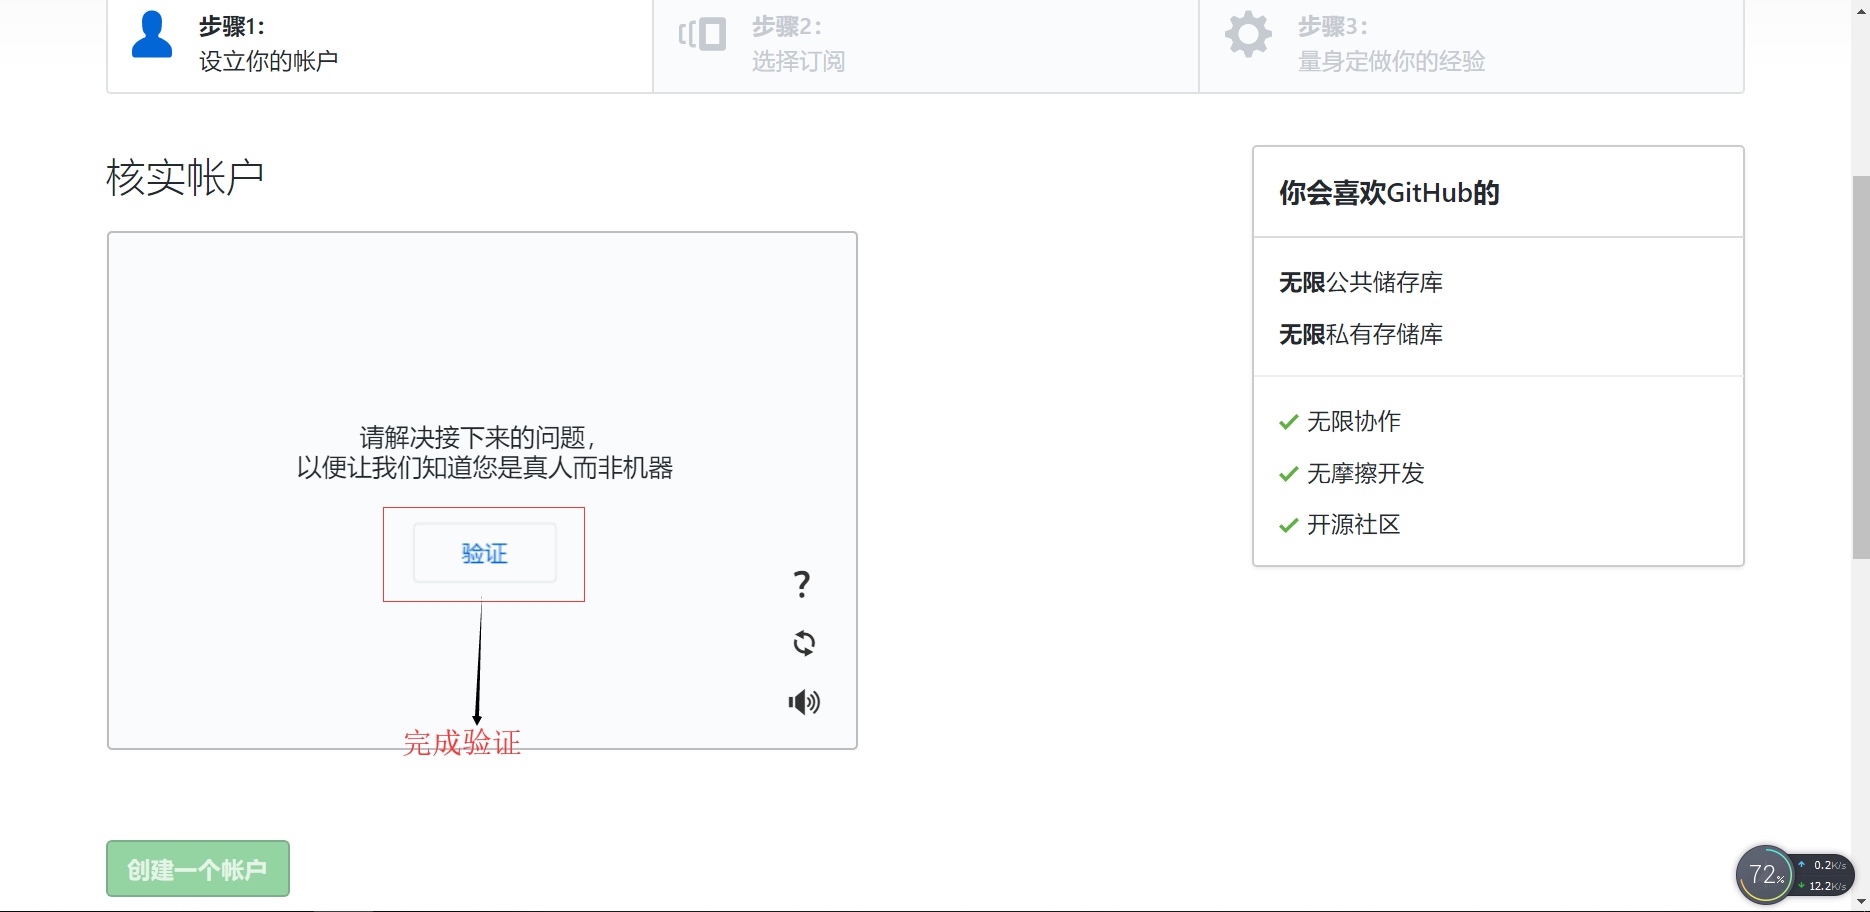 步骤1：
设立你的帐户
步骤2：
选择订阅
步骤3：
量身定做你的经验
核实帐户
请解决接下来的问题，
以便让我们知道您是真人而非机器
验证
?
完成验证
创建一个帐户
你会喜欢GitHub的
无限公共储存库
无限私有存储库
无限协作
无摩擦开发
开源社区
72%
0.2K/s
12.2K/s